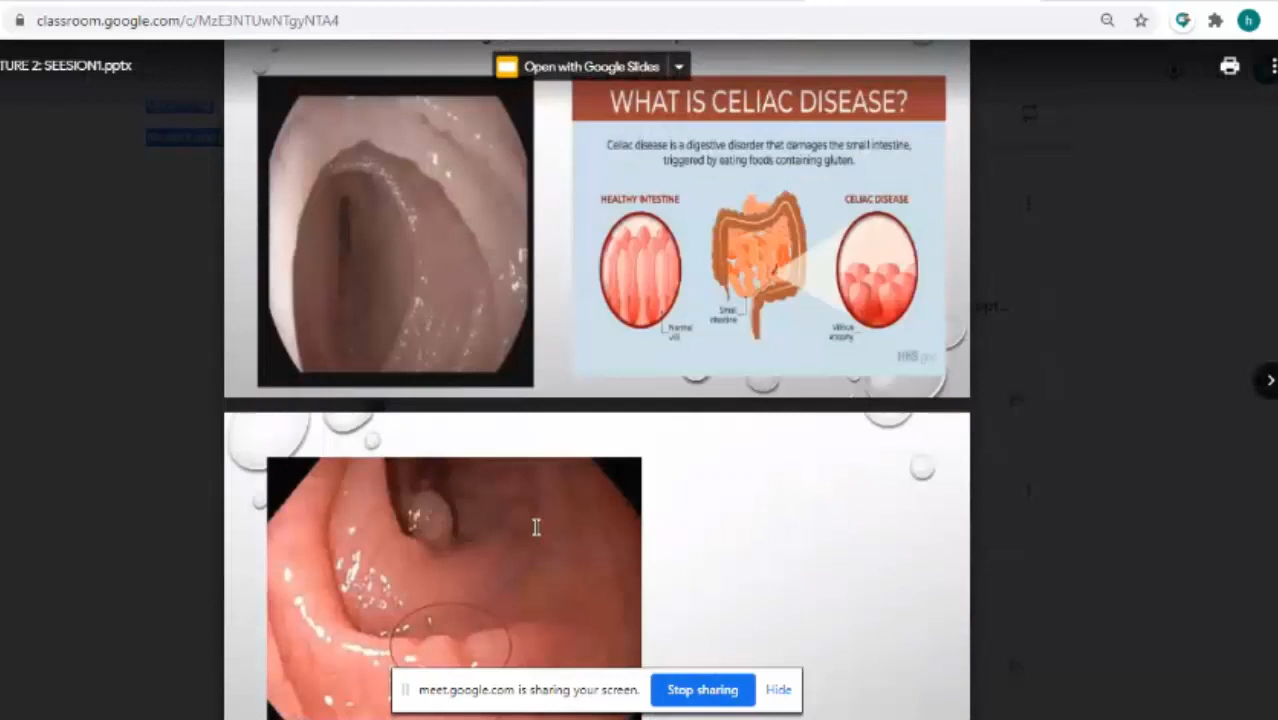 classroom.google.com/c/MzE3NTUwNTgyNTA4
h
TURE 2: SEESION1.pptx
Open with Google Slides
WHAT IS CELIAC DISEASE?
Celiac disease is a digestive disorder that damages the small intestine,
triggered by eating foods containing gluten.
HEALTHY INTESTINE
CELIAC DISEASE
Small
intestine
Normal
villi
Villous
atrophy
HHS.gov
meet.google.com is sharing your screen.
Stop sharing
Hide